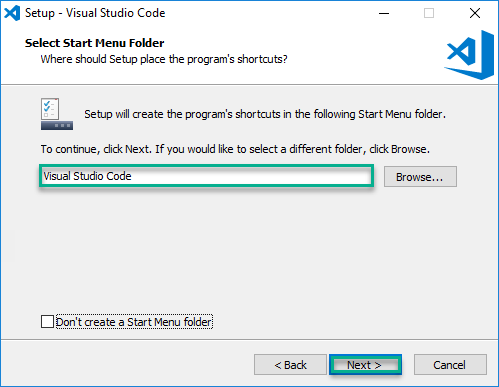 Setup - Visual Studio Code
Select Start Menu Folder
Where should Setup place the program's shortcuts?
Setup will create the program's shortcuts in the following Start Menu folder.
To continue, click Next. If you would like to select a different folder, click Browse.
Visual Studio Code
Browse...
Don't create a Start Menu folder
< Back
Next >
Cancel